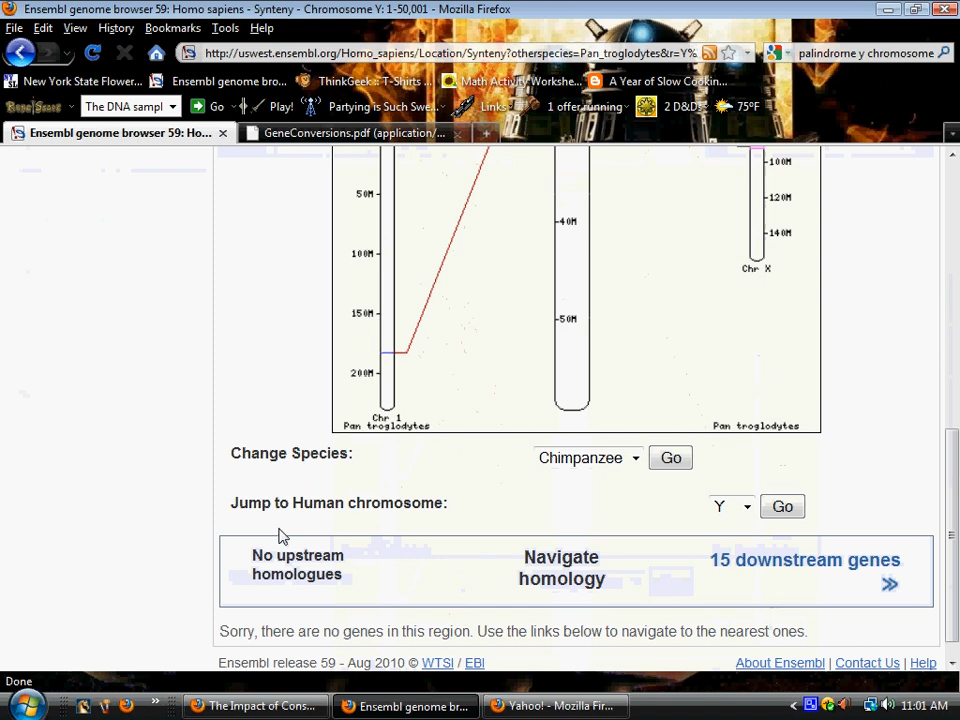 Ensembl genome browser 59: Homo sapiens - Synteny - Chromosome Y: 1-50,001 - Mozilla Firefox
File Edit View History Bookmarks Tools Help
http://uswest.ensembl.org/Homo_sapiens/Location/Synteny?otherspecies=Pan_troglodytes&r=Y%
palindrome y chromosome
New York State Flower... Ensembl genome bro... ThinkGeek :: T-Shirts ... Math Activity Workshe... A Year of Slow Cookin...
The DNA sampl Go Play! Partying is Such Swe... Links 1 offer running 2 D&D: 75°F
Ensembl genome browser 59: Ho... GeneConversions.pdf (application/...
50M
100M
150M
200M
Chr 1
Pan troglodytes
40M
50M
100M
120M
140M
Chr X
Pan troglodytes
Change Species: Chimpanzee Go
Jump to Human chromosome: Y Go
No upstream
homologues
Navigate
homology
15 downstream genes
»
Sorry, there are no genes in this region. Use the links below to navigate to the nearest ones.
Ensembl release 59 - Aug 2010 © WTSI / EBI
About Ensembl | Contact Us | Help
Done
The Impact of Cons... Ensembl genome br... Yahoo! - Mozilla Fir... 11:01 AM